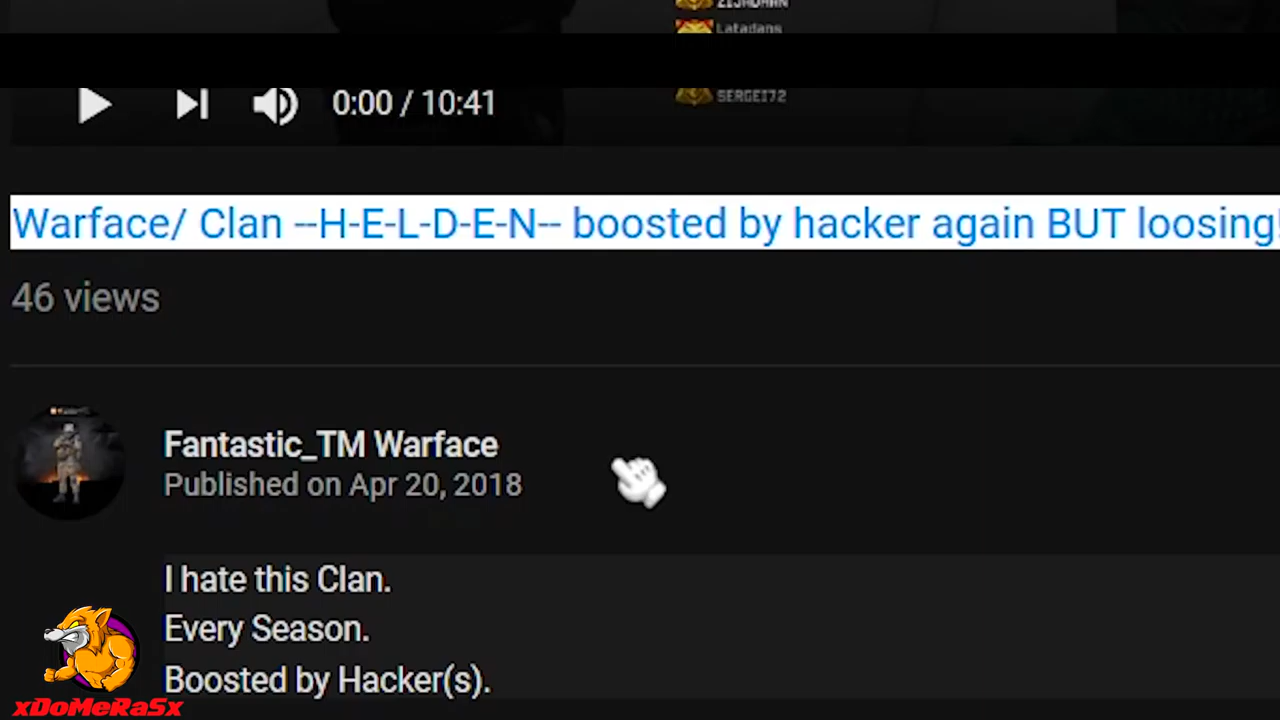 ZIJADHAN
Latadans
SERGEI72
0:00 / 10:41
Warface/ Clan --H-E-L-D-E-N-- boosted by hacker again BUT loosing!
46 views
Fantastic_TM Warface
Published on Apr 20, 2018
I hate this Clan.
Every Season.
Boosted by Hacker(s).
xDoMeRaSx